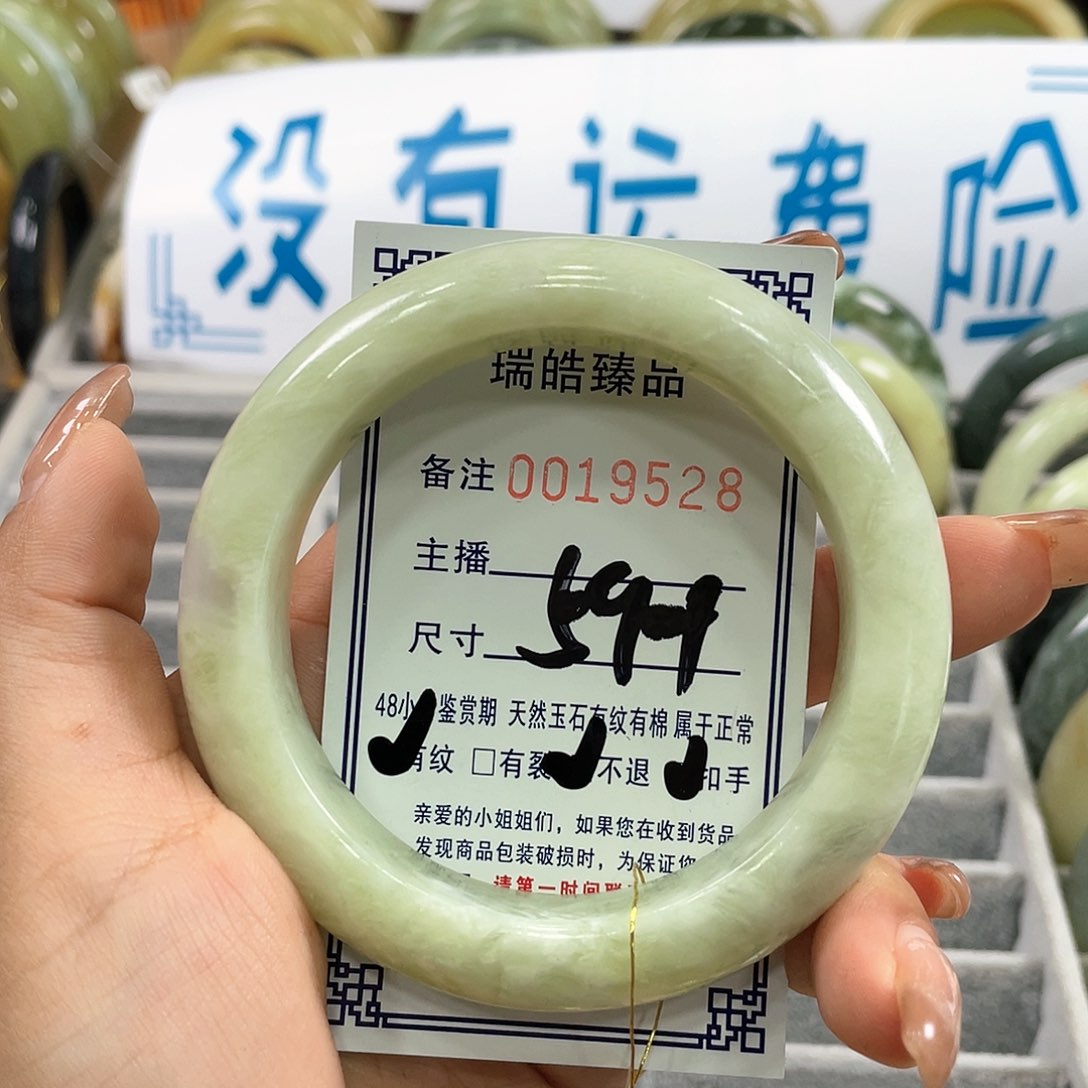 没有运费险
瑞皓臻品
备注 0019528
主播
尺寸
48小 鉴赏期 天然玉石有纹有棉 属于正常
有纹 □有裂 不退 扣手
亲爱的小姐姐们，如果您在收到货品
发现商品包装破损时，为保证您
请第一时间联